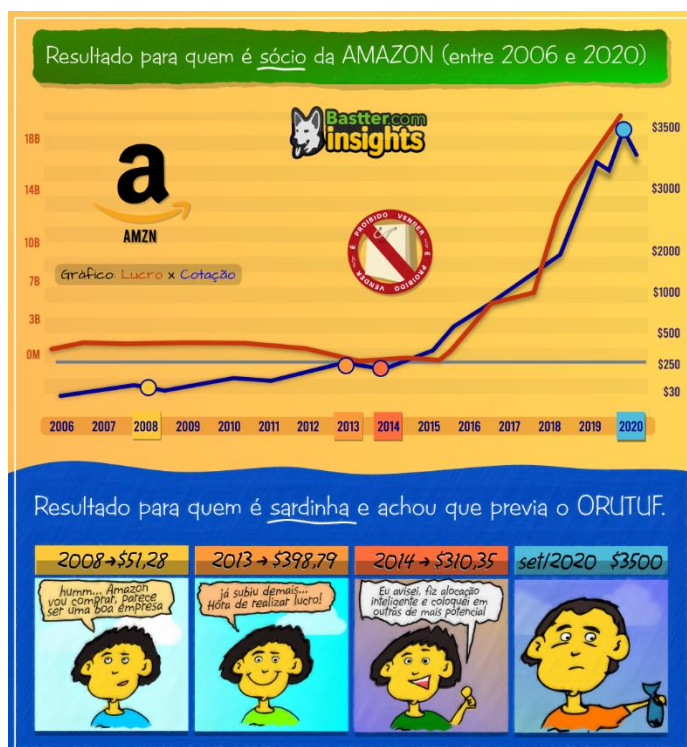 Resultado para quem é sócio da AMAZON (entre 2006 e 2020)
Bastter.com
insights
a
AMZN
É PROIBIDO VENDER
É PROIBIDO VENDER
Gráfico: Lucro x Cotação
18B
14B
10B
7B
3B
0M
$3500
$3000
$2000
$1000
$500
$250
$30
2006 2007 2008 2009 2010 2011 2012 2013 2014 2015 2016 2017 2018 2019 2020
Resultado para quem é sardinha e achou que previa o ORUTUF.
2008→$51,28
humm... Amazon
vou comprar, parece
ser uma boa empresa
2013→$398,79
já subiu demais...
Hora de realizar lucro!
2014→$310,35
Eu avisei, fiz alocação
inteligente e coloquei em
outras de mais potencial
set/2020 $3500